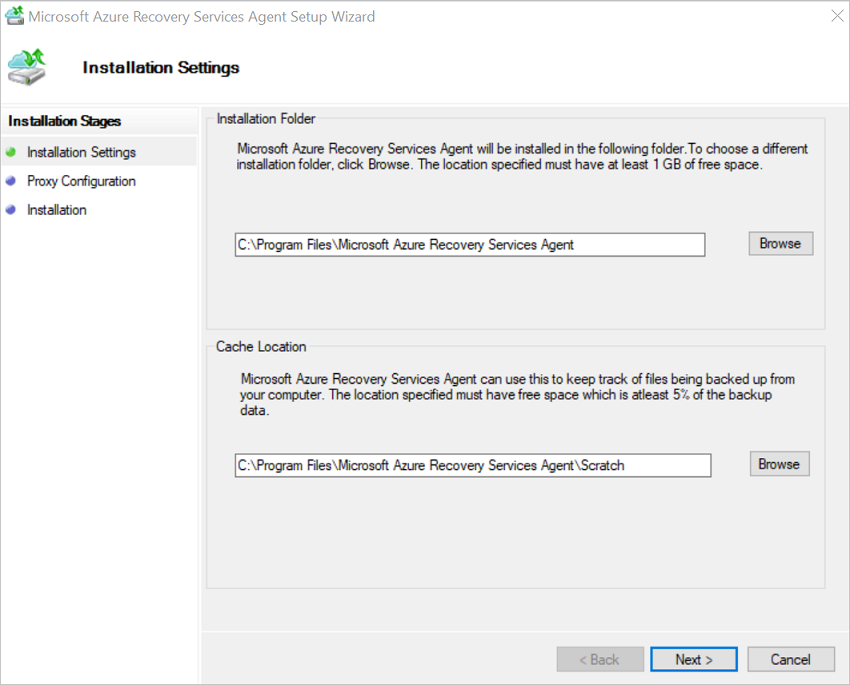 Microsoft Azure Recovery Services Agent Setup Wizard
Installation Settings
Installation Stages
Installation Settings
Proxy Configuration
Installation
Installation Folder
Microsoft Azure Recovery Services Agent will be installed in the following folder.To choose a different
installation folder, click Browse. The location specified must have at least 1 GB of free space.
C:\Program Files\Microsoft Azure Recovery Services Agent
Browse
Cache Location
Microsoft Azure Recovery Services Agent can use this to keep track of files being backed up from
your computer. The location specified must have free space which is atleast 5% of the backup
data.
C:\Program Files\Microsoft Azure Recovery Services Agent\Scratch
Browse
< Back
Next >
Cancel